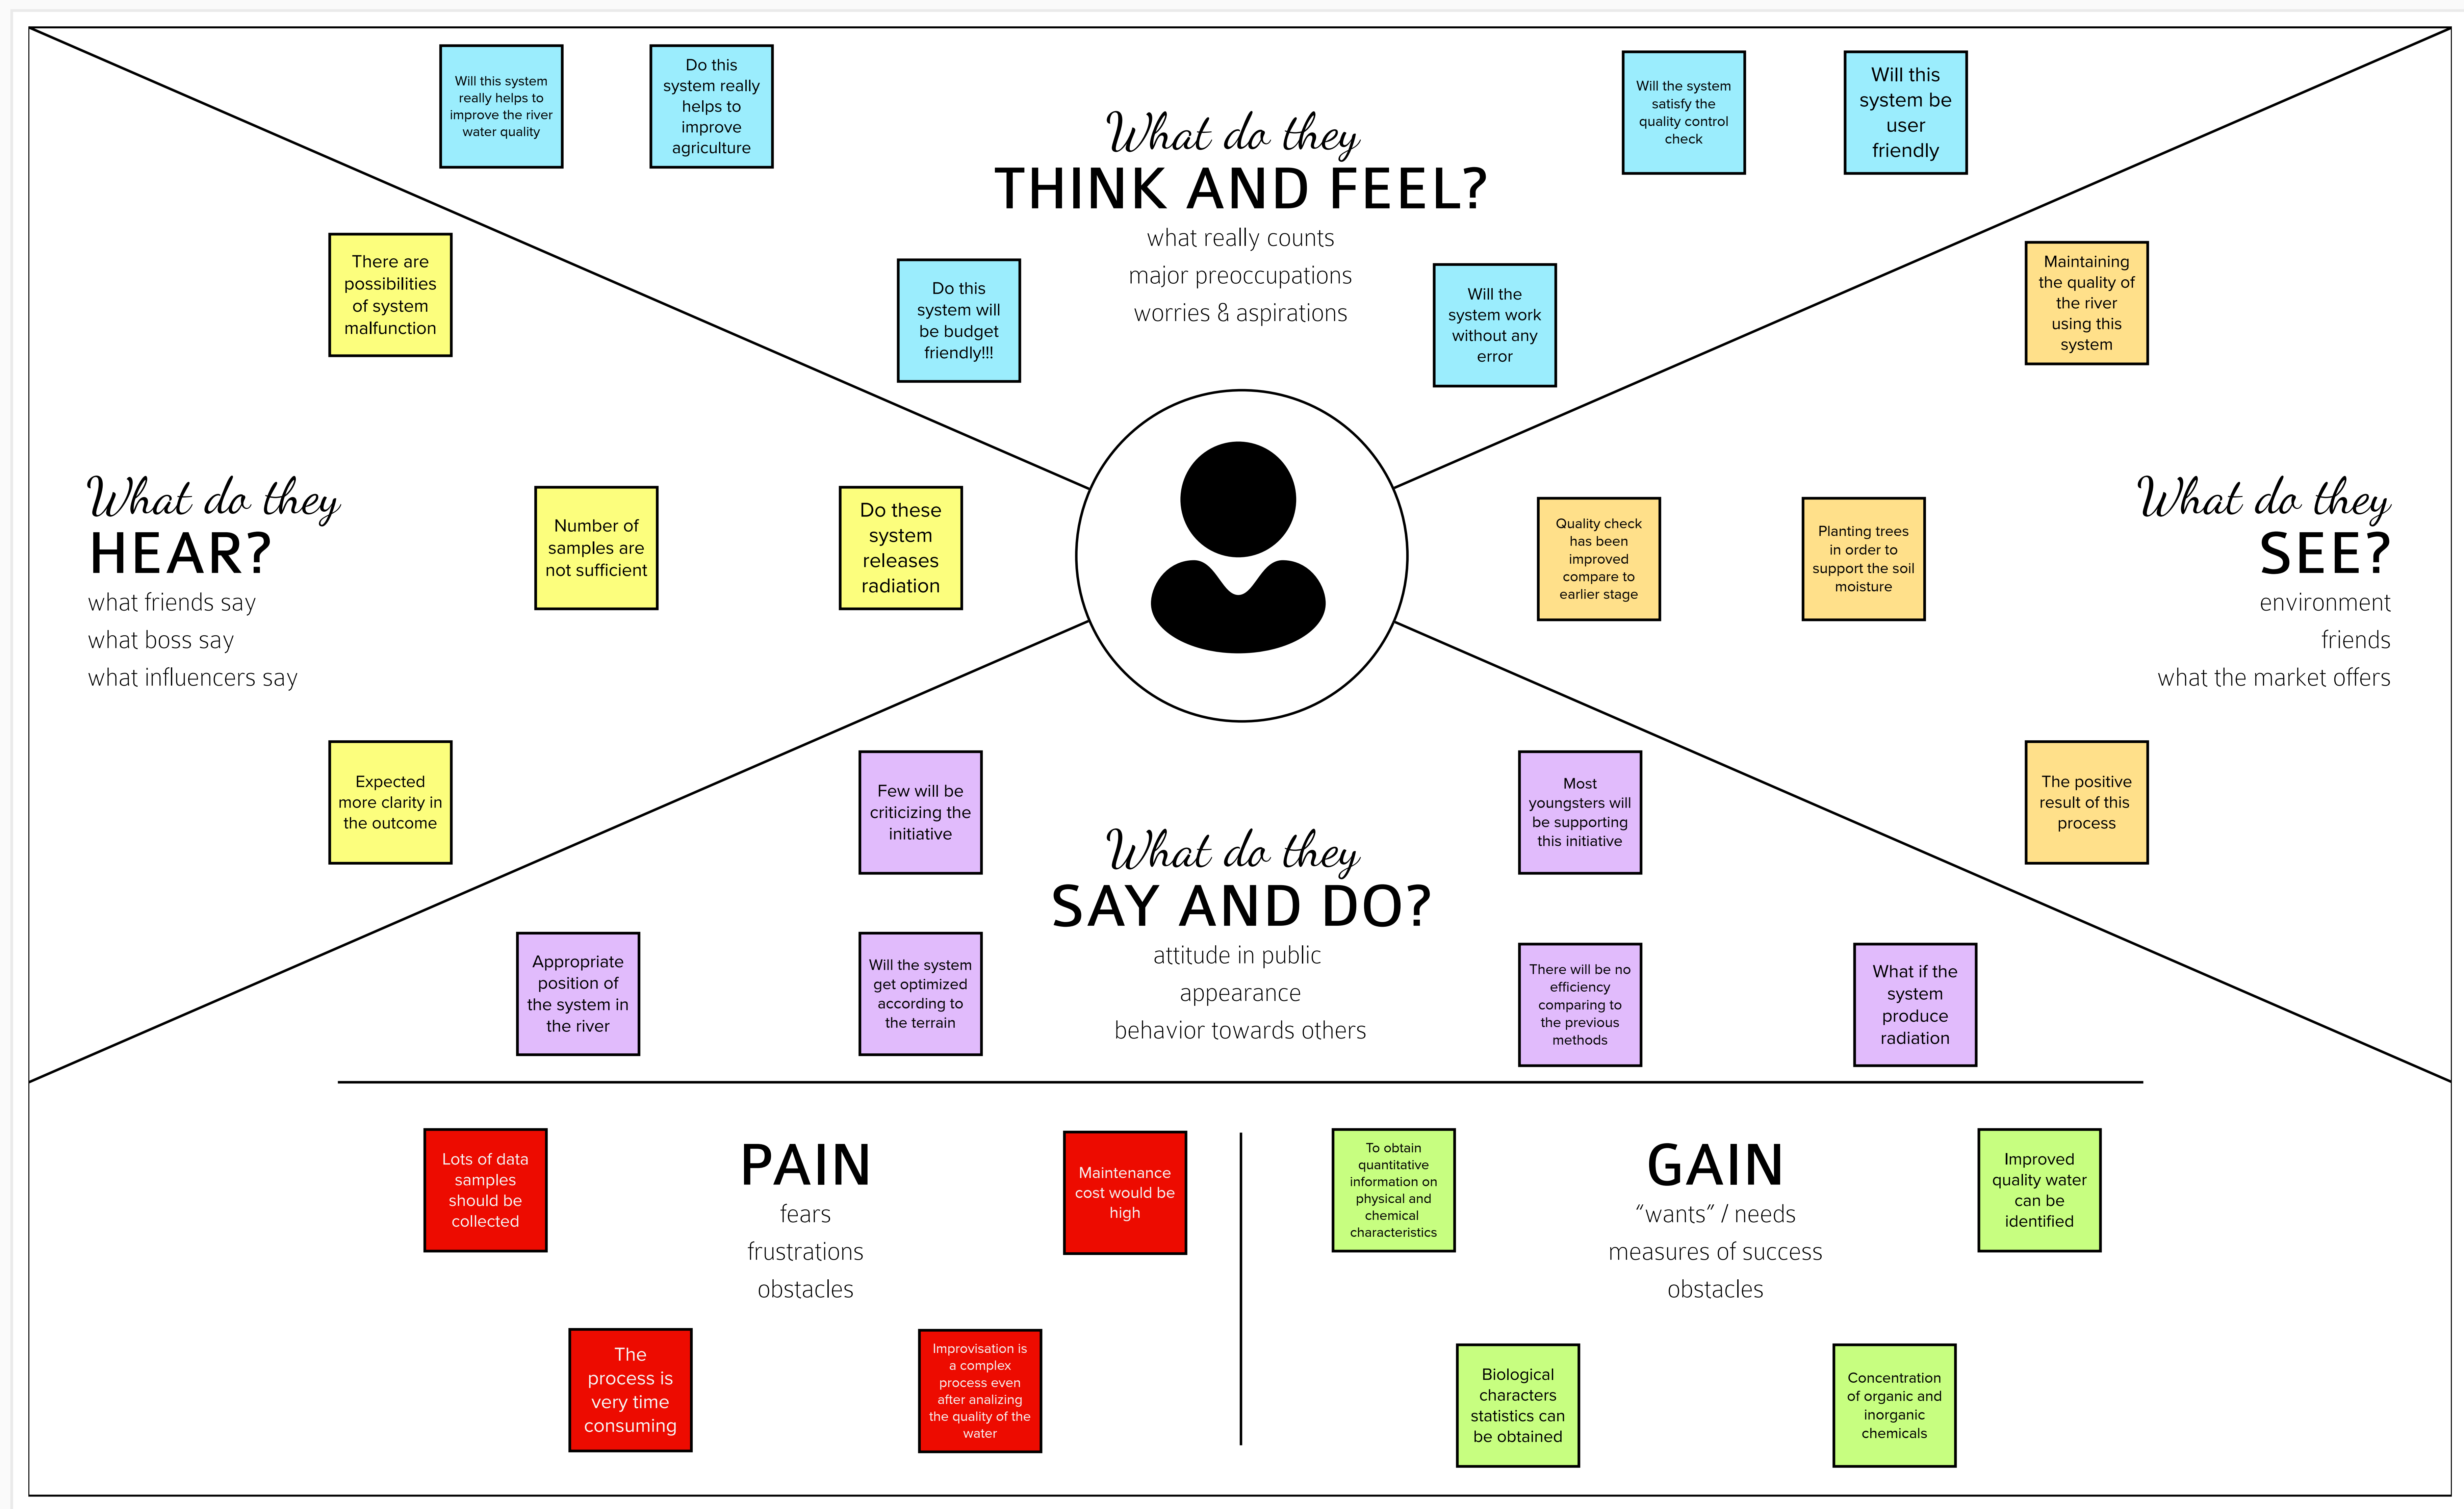 Will this system
really helps to
improve the river
water quality
Do this
system really
helps to
improve
agriculture
What do they
THINK AND FEEL?
what really counts
major preoccupations
worries & aspirations
Will the system
satisfy the
quality control
check
Will this
system be
user
friendly
Do this
system will
be budget
friendly!!!
Will the
system work
without any
error
What do they
HEAR?
what friends say
what boss say
what influencers say
There are
possibilities
of system
malfunction
Number of
samples are
not sufficient
Do these
system
releases
radiation
Expected
more clarity in
the outcome
What do they
SEE?
environment
friends
what the market offers
Maintaining
the quality of
the river
using this
system
Quality check
has been
improved
compare to
earlier stage
Planting trees
in order to
support the soil
moisture
The positive
result of this
process
What do they
SAY AND DO?
attitude in public
appearance
behavior towards others
Few will be
criticizing the
initiative
Most
youngsters will
be supporting
this initiative
Appropriate
position of
the system in
the river
Will the system
get optimized
according to
the terrain
There will be no
efficiency
comparing to
the previous
methods
What if the
system
produce
radiation
PAIN
fears
frustrations
obstacles
Lots of data
samples
should be
collected
Maintenance
cost would be
high
The
process is
very time
consuming
Improvisation is
a complex
process even
after analizing
the quality of the
water
GAIN
“wants” / needs
measures of success
obstacles
To obtain
quantitative
information on
physical and
chemical
characteristics
Improved
quality water
can be
identified
Biological
characters
statistics can
be obtained
Concentration
of organic and
inorganic
chemicals